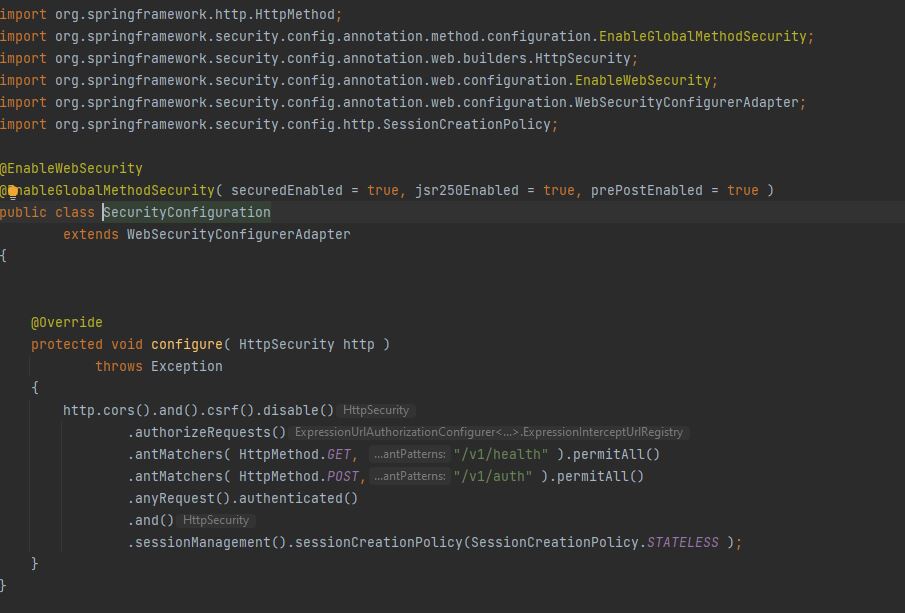 import org.springframework.http.HttpMethod;
import org.springframework.security.config.annotation.method.configuration.EnableGlobalMethodSecurity;
import org.springframework.security.config.annotation.web.builders.HttpSecurity;
import org.springframework.security.config.annotation.web.configuration.EnableWebSecurity;
import org.springframework.security.config.annotation.web.configuration.WebSecurityConfigurerAdapter;
import org.springframework.security.config.http.SessionCreationPolicy;
@EnableWebSecurity
@EnableGlobalMethodSecurity( securedEnabled = true, jsr250Enabled = true, prePostEnabled = true )
public class SecurityConfiguration
extends WebSecurityConfigurerAdapter
{
@Override
protected void configure( HttpSecurity http )
throws Exception
{
http.cors().and().csrf().disable() HttpSecurity
.authorizeRequests() ExpressionUrlAuthorizationConfigurer<...>.ExpressionInterceptUrlRegistry
.antMatchers( HttpMethod.GET, ...antPatterns: "/v1/health" ).permitAll()
.antMatchers( HttpMethod.POST, ...antPatterns: "/v1/auth" ).permitAll()
.anyRequest().authenticated()
.and() HttpSecurity
.sessionManagement().sessionCreationPolicy(SessionCreationPolicy.STATELESS );
}
}